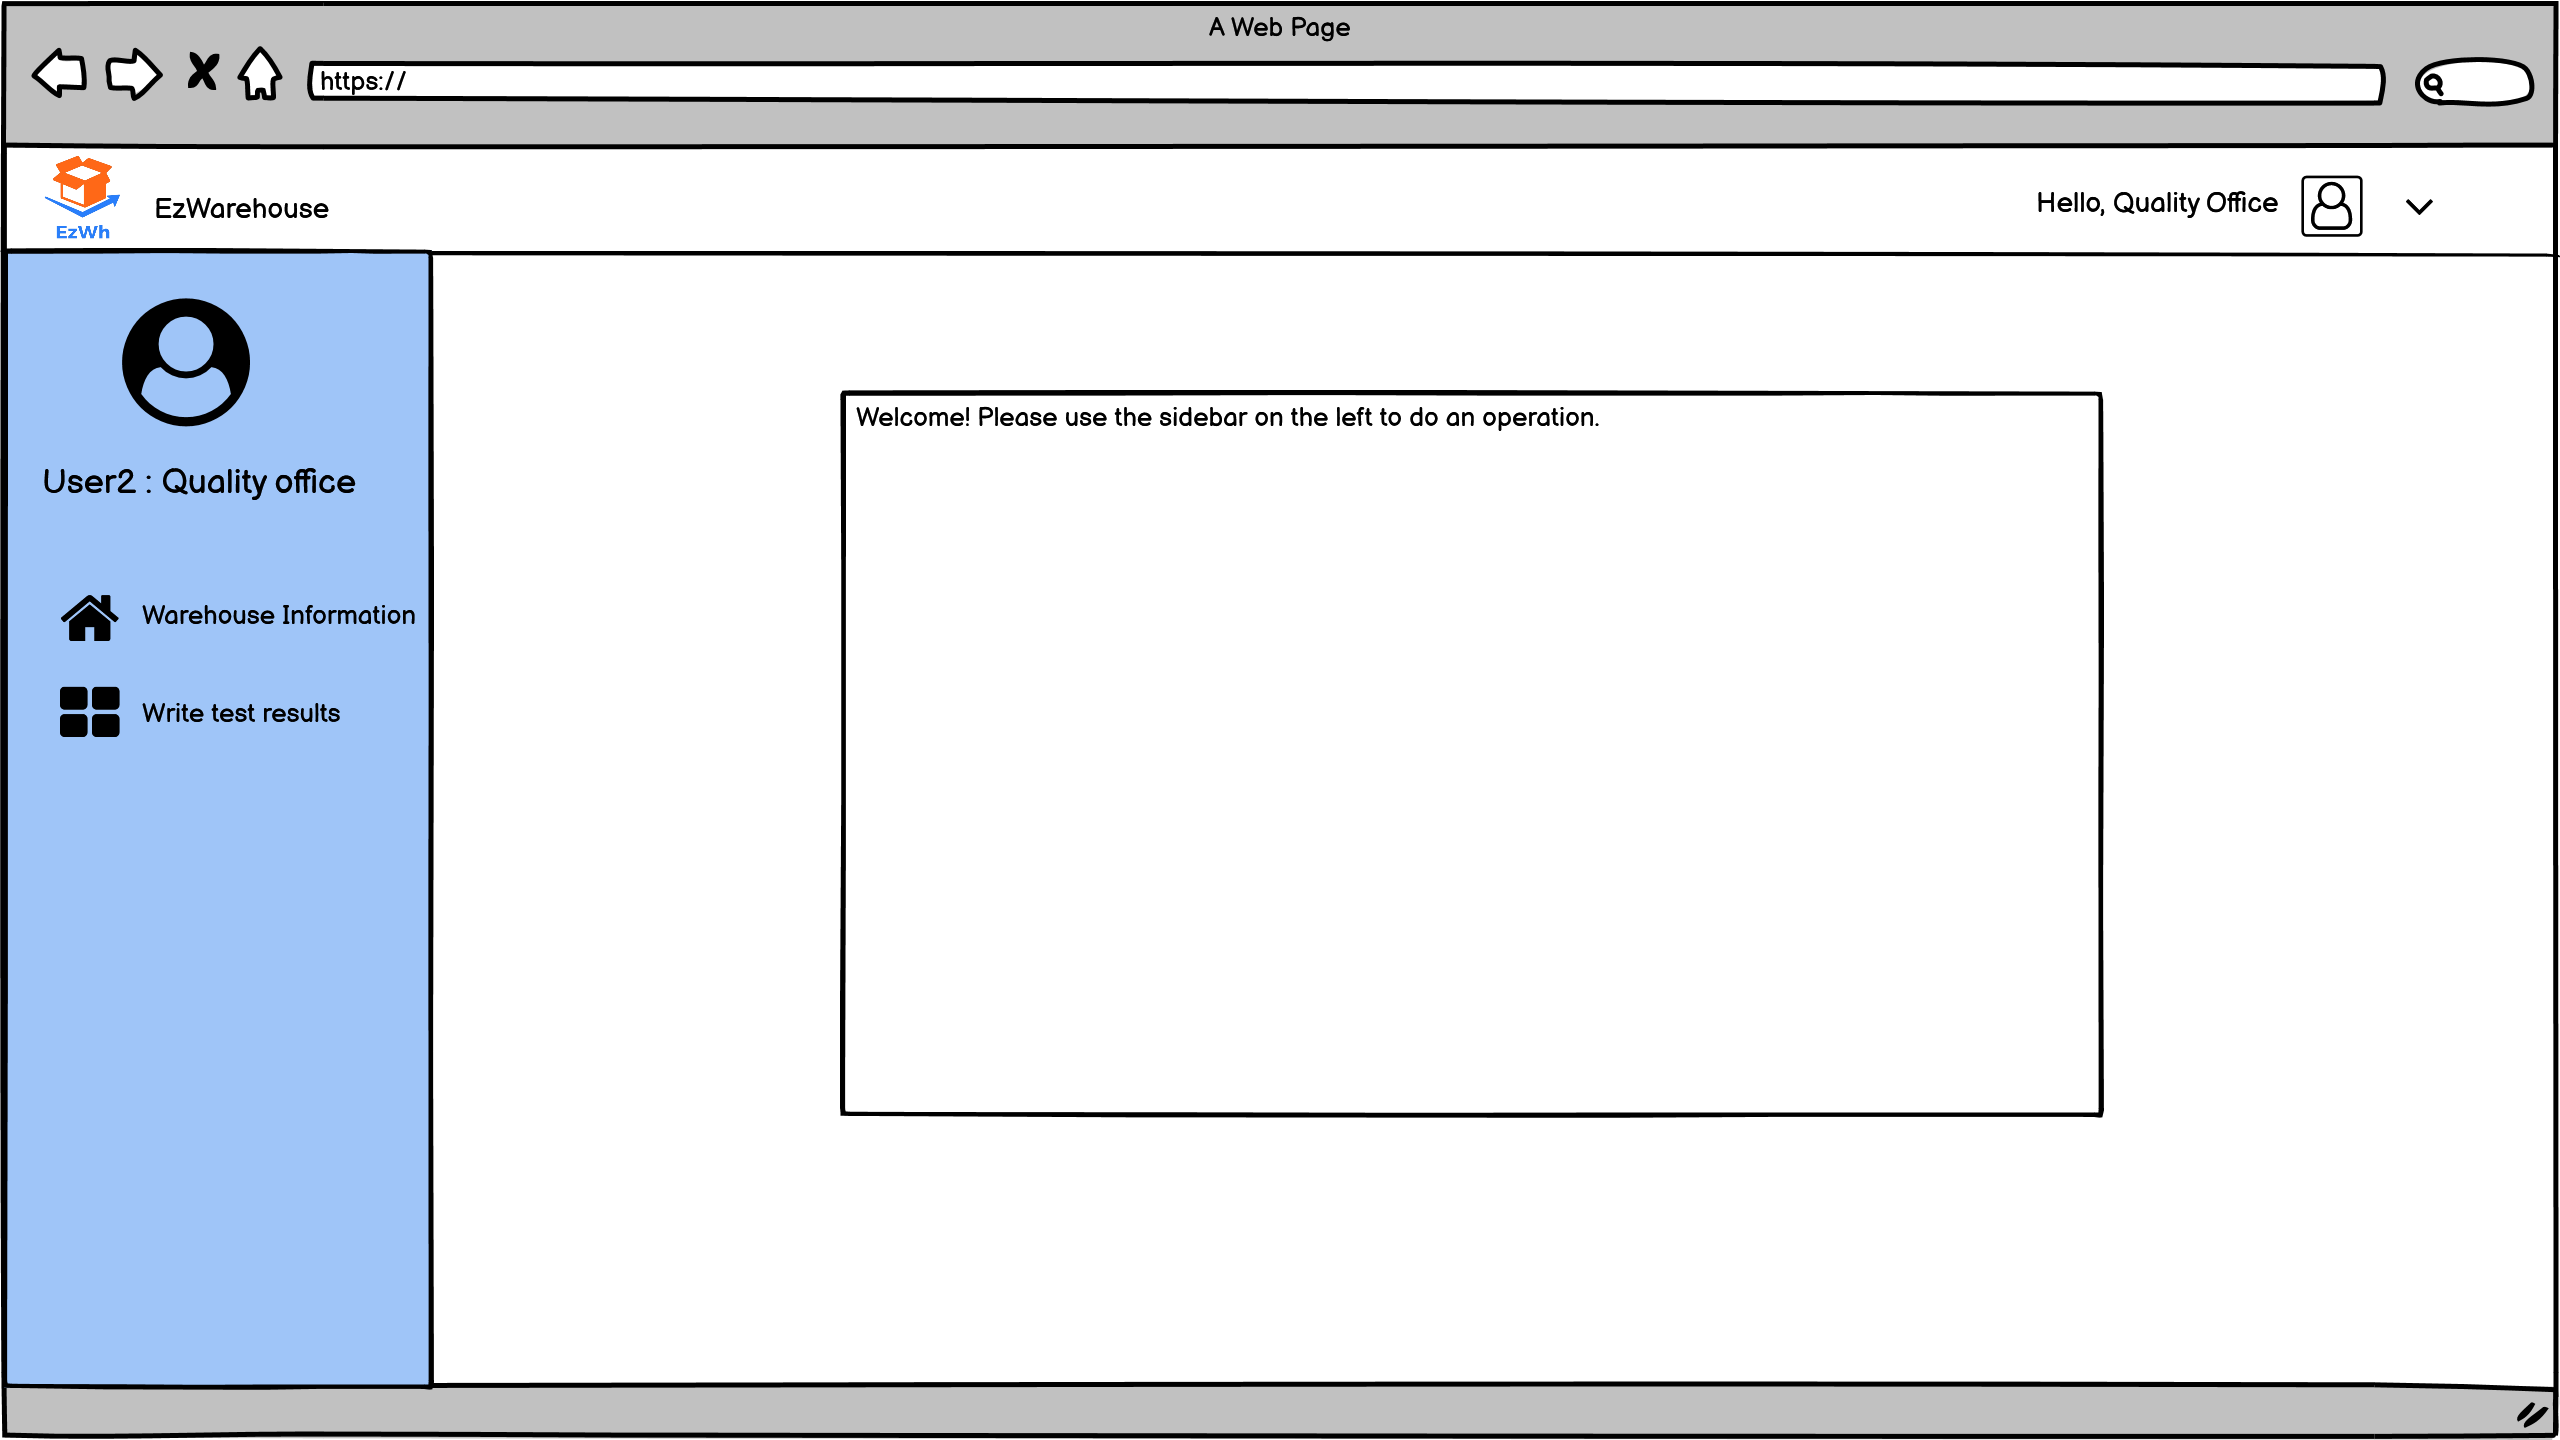 A Web Page
https://
EzWh
EzWarehouse
Hello, Quality Office
User2 : Quality office
Warehouse Information
Write test results
Welcome! Please use the sidebar on the left to do an operation.